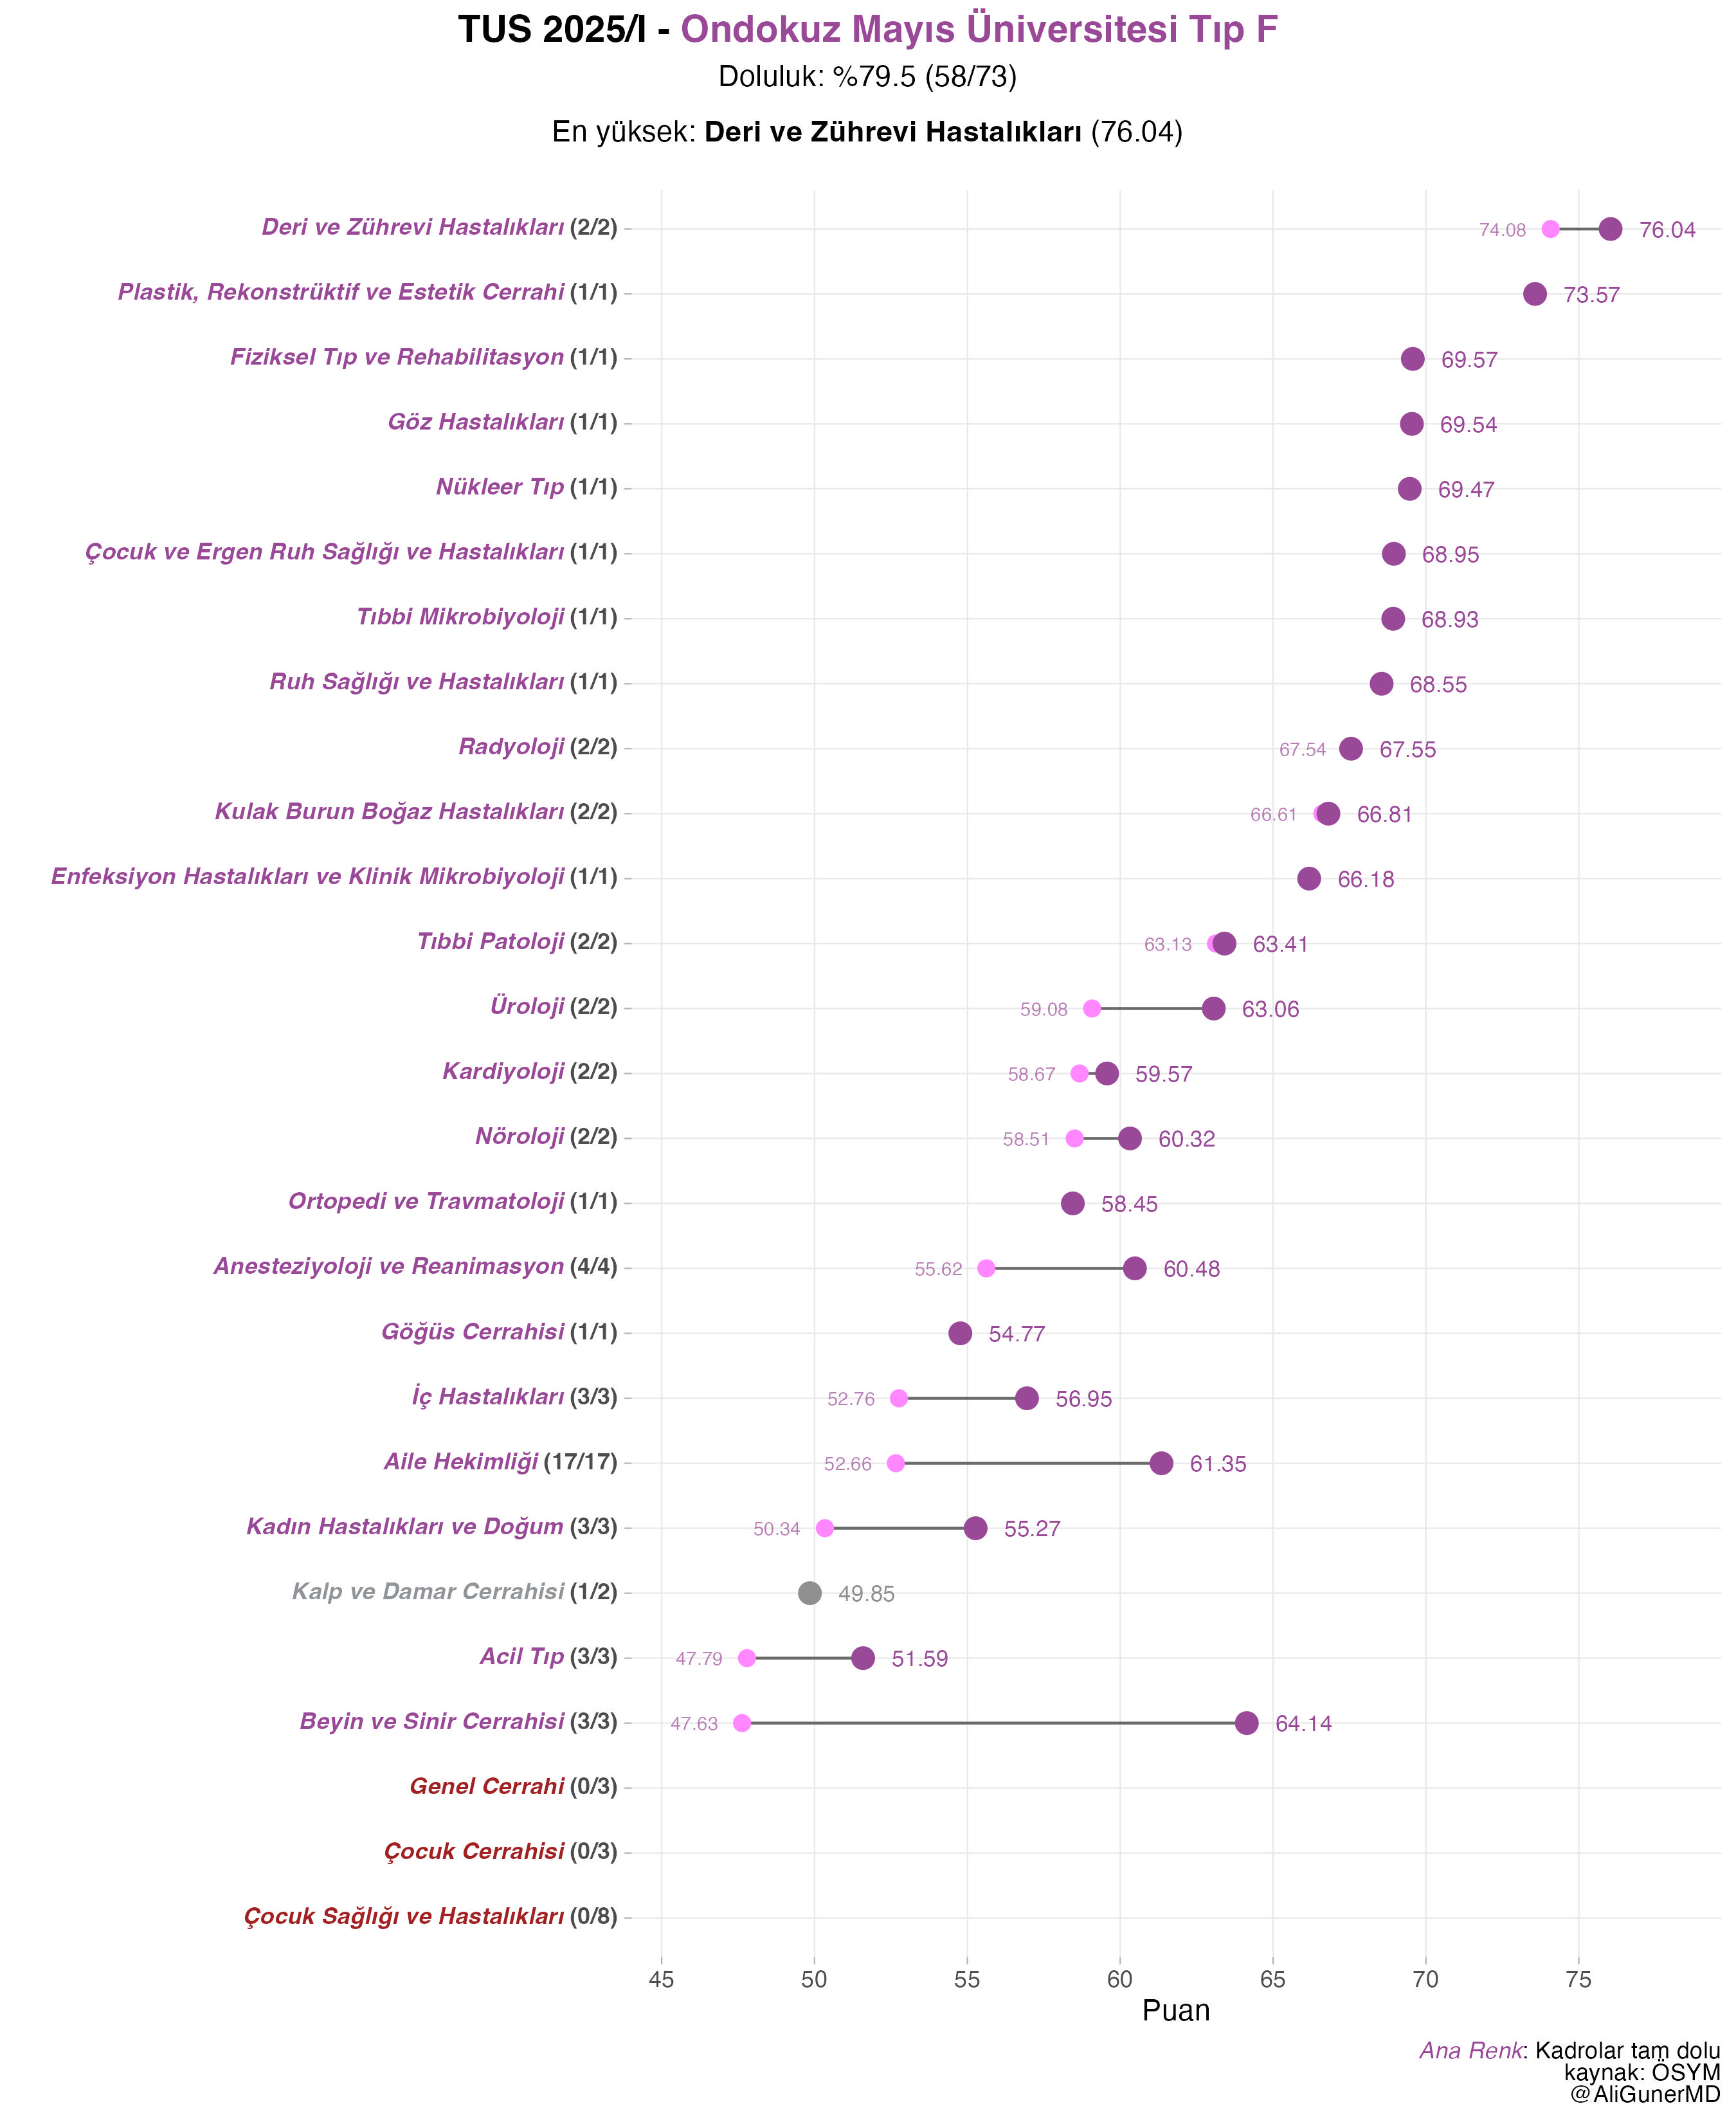 TUS 2025/I - Ondokuz Mayıs Üniversitesi Tıp F
Doluluk: %79.5 (58/73)
En yüksek: Deri ve Zührevi Hastalıkları (76.04)
Deri ve Zührevi Hastalıkları (2/2) 74.08 76.04
Plastik, Rekonstrüktif ve Estetik Cerrahi (1/1) 73.57
Fiziksel Tıp ve Rehabilitasyon (1/1) 69.57
Göz Hastalıkları (1/1) 69.54
Nükleer Tıp (1/1) 69.47
Çocuk ve Ergen Ruh Sağlığı ve Hastalıkları (1/1) 68.95
Tıbbi Mikrobiyoloji (1/1) 68.93
Ruh Sağlığı ve Hastalıkları (1/1) 68.55
Radyoloji (2/2) 67.54 67.55
Kulak Burun Boğaz Hastalıkları (2/2) 66.61 66.81
Enfeksiyon Hastalıkları ve Klinik Mikrobiyoloji (1/1) 66.18
Tıbbi Patoloji (2/2) 63.13 63.41
Üroloji (2/2) 59.08 63.06
Kardiyoloji (2/2) 58.67 59.57
Nöroloji (2/2) 58.51 60.32
Ortopedi ve Travmatoloji (1/1) 58.45
Anesteziyoloji ve Reanimasyon (4/4) 55.62 60.48
Göğüs Cerrahisi (1/1) 54.77
İç Hastalıkları (3/3) 52.76 56.95
Aile Hekimliği (17/17) 52.66 61.35
Kadın Hastalıkları ve Doğum (3/3) 50.34 55.27
Kalp ve Damar Cerrahisi (1/2) 49.85
Acil Tıp (3/3) 47.79 51.59
Beyin ve Sinir Cerrahisi (3/3) 47.63 64.14
Genel Cerrahi (0/3)
Çocuk Cerrahisi (0/3)
Çocuk Sağlığı ve Hastalıkları (0/8)
45 50 55 60 65 70 75
Puan
Ana Renk: Kadrolar tam dolu
kaynak: ÖSYM
@AliGunerMD